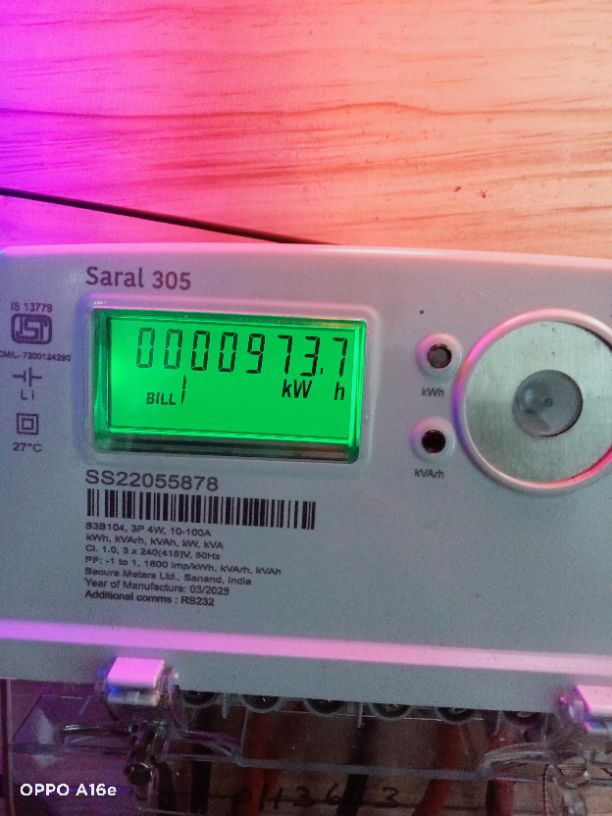 Saral 305
IS 13779
CM/L- 7200124290
0000973.7
BILL 1 kW h
kWh
Li
27°C
kVArh
SS22055878
S3B104, 3P 4W, 10-100A
kWh, kVArh, kVAh, kW, kVA
Cl. 1.0, 3 x 240(415)V, 50Hz
PF: -1 to 1, 1600 imp/kWh, kVArh, kVAh
Secure Meters Ltd., Sanand, India
Year of Manufacture: 03/2025
Additional comms : RS232
OPPO A16e